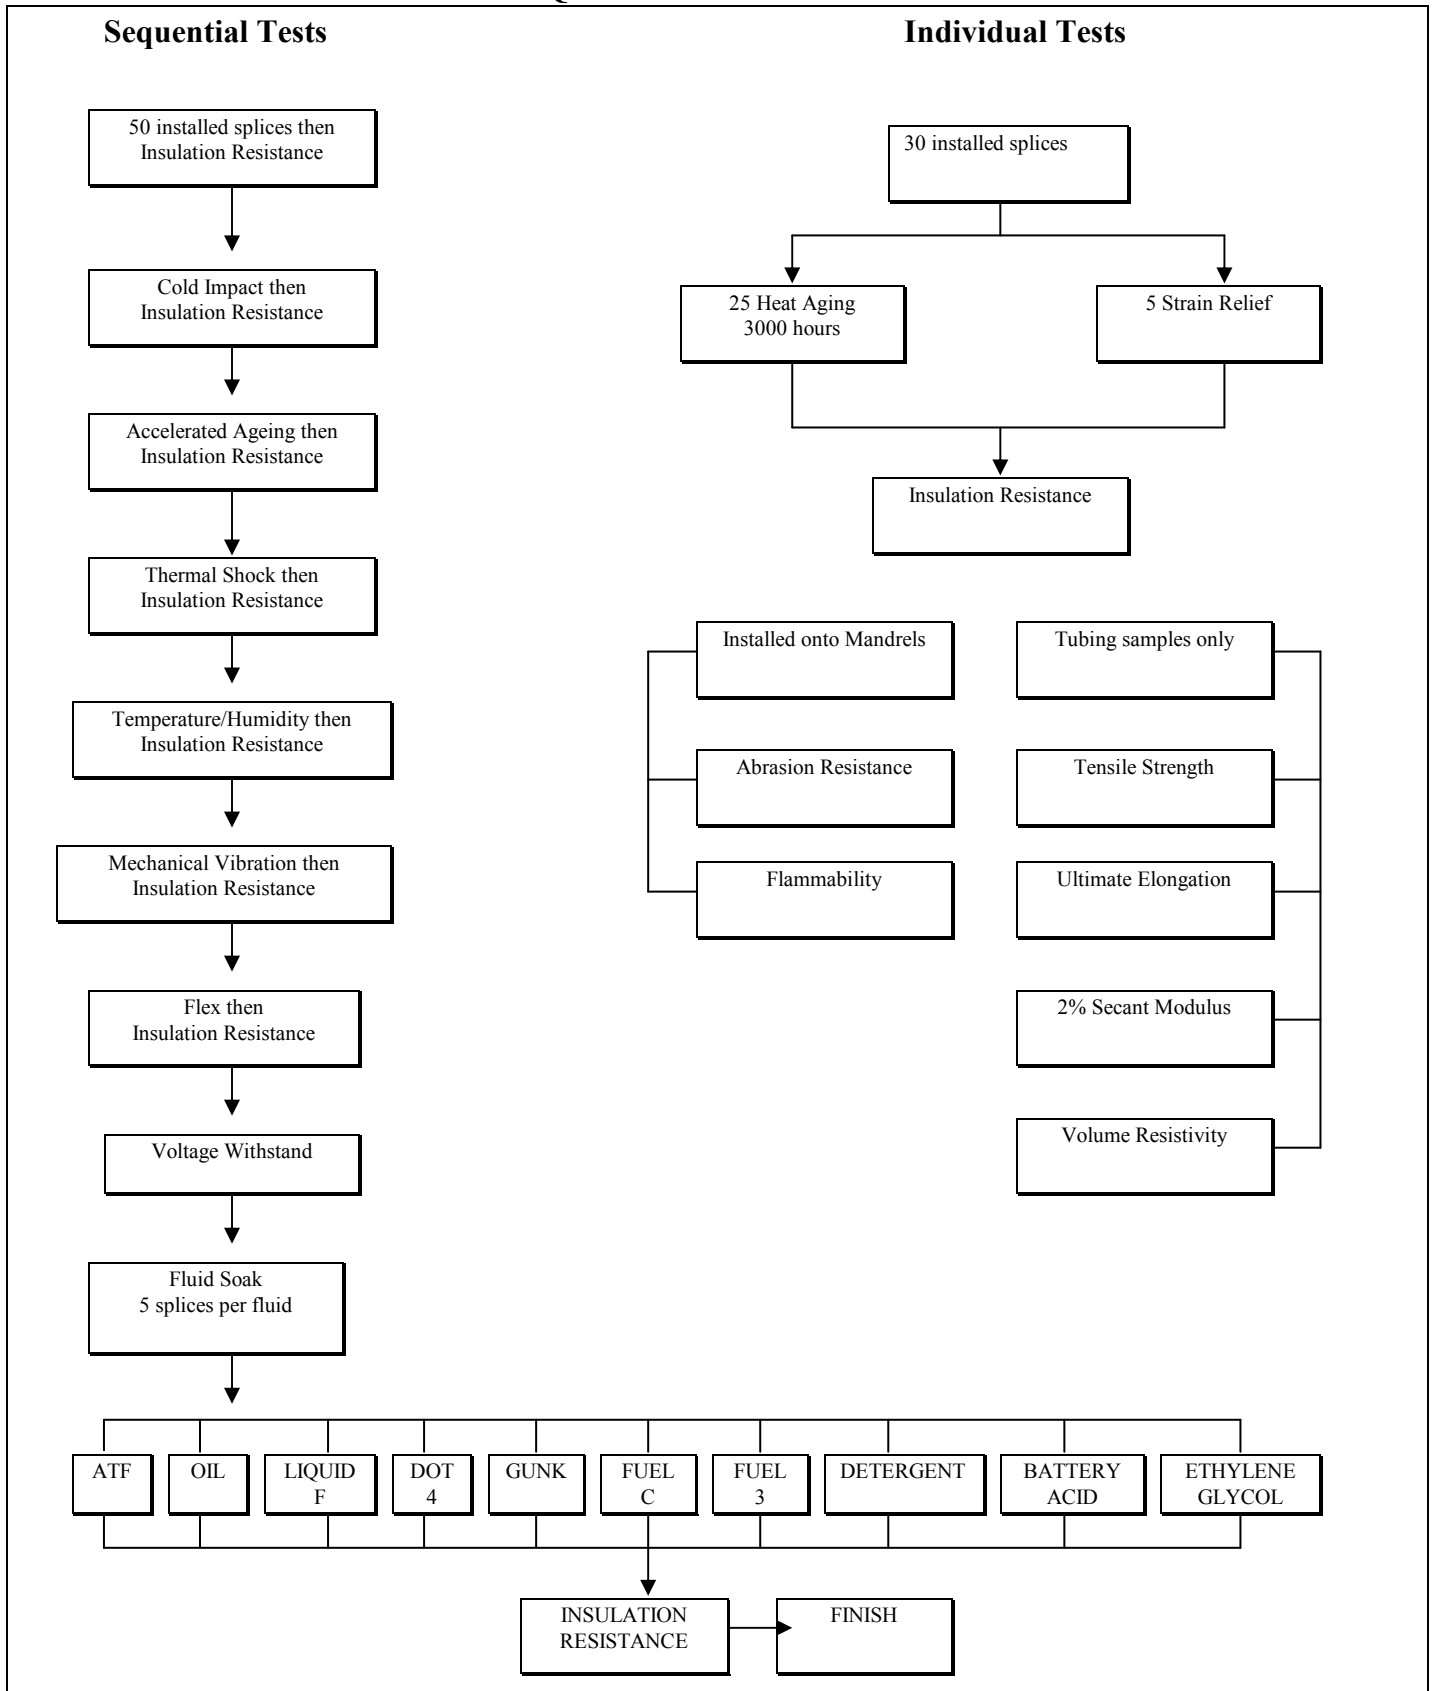 Sequential Tests
Individual Tests
50 installed splices then
Insulation Resistance
Cold Impact then
Insulation Resistance
Accelerated Ageing then
Insulation Resistance
Thermal Shock then
Insulation Resistance
Temperature/Humidity then
Insulation Resistance
Mechanical Vibration then
Insulation Resistance
Flex then
Insulation Resistance
Voltage Withstand
Fluid Soak
5 splices per fluid
ATF
OIL
LIQUID
F
DOT
4
GUNK
FUEL
C
FUEL
3
DETERGENT
BATTERY
ACID
ETHYLENE
GLYCOL
INSULATION
RESISTANCE
FINISH
30 installed splices
25 Heat Aging
3000 hours
5 Strain Relief
Insulation Resistance
Installed onto Mandrels
Abrasion Resistance
Flammability
Tubing samples only
Tensile Strength
Ultimate Elongation
2% Secant Modulus
Volume Resistivity